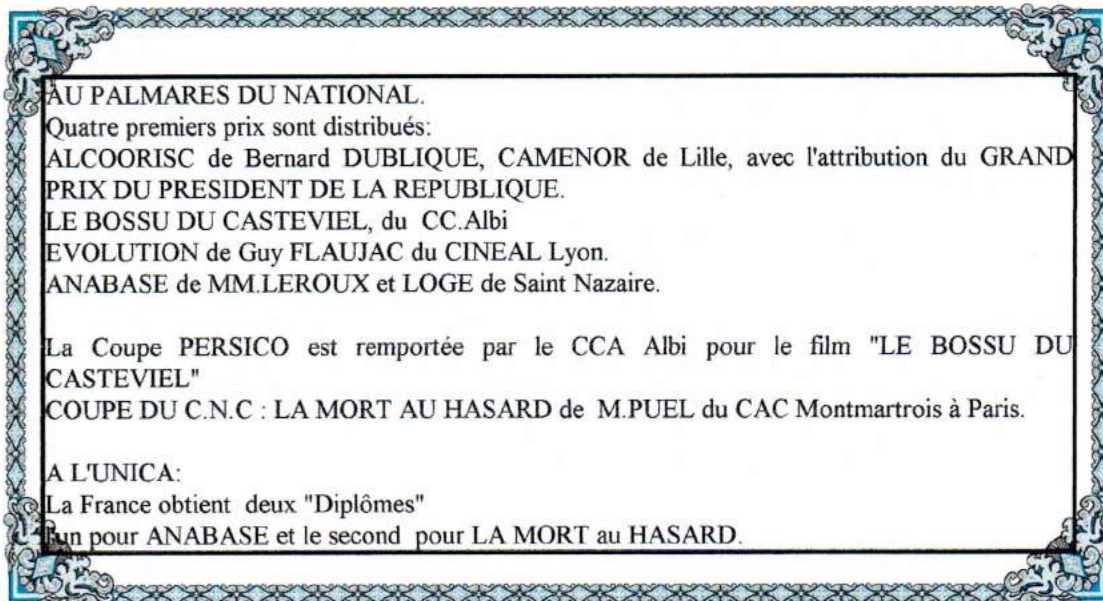 AU PALMARES DU NATIONAL.
Quatre premiers prix sont distribués:
ALCOORISC de Bernard DUBLIQUE, CAMENOR de Lille, avec l'attribution du GRAND
PRIX DU PRESIDENT DE LA REPUBLIQUE.
LE BOSSU DU CASTEVIEL, du CC.Albi
EVOLUTION de Guy FLAUJAC du CINEAL Lyon.
ANABASE de MM.LEROUX et LOGE de Saint Nazaire.
La Coupe PERSICO est remportée par le CCA Albi pour le film "LE BOSSU DU
CASTEVIEL"
COUPE DU C.N.C : LA MORT AU HASARD de M.PUEL du CAC Montmartrois à Paris.
A L'UNICA:
La France obtient deux "Diplômes"
l'un pour ANABASE et le second pour LA MORT au HASARD.